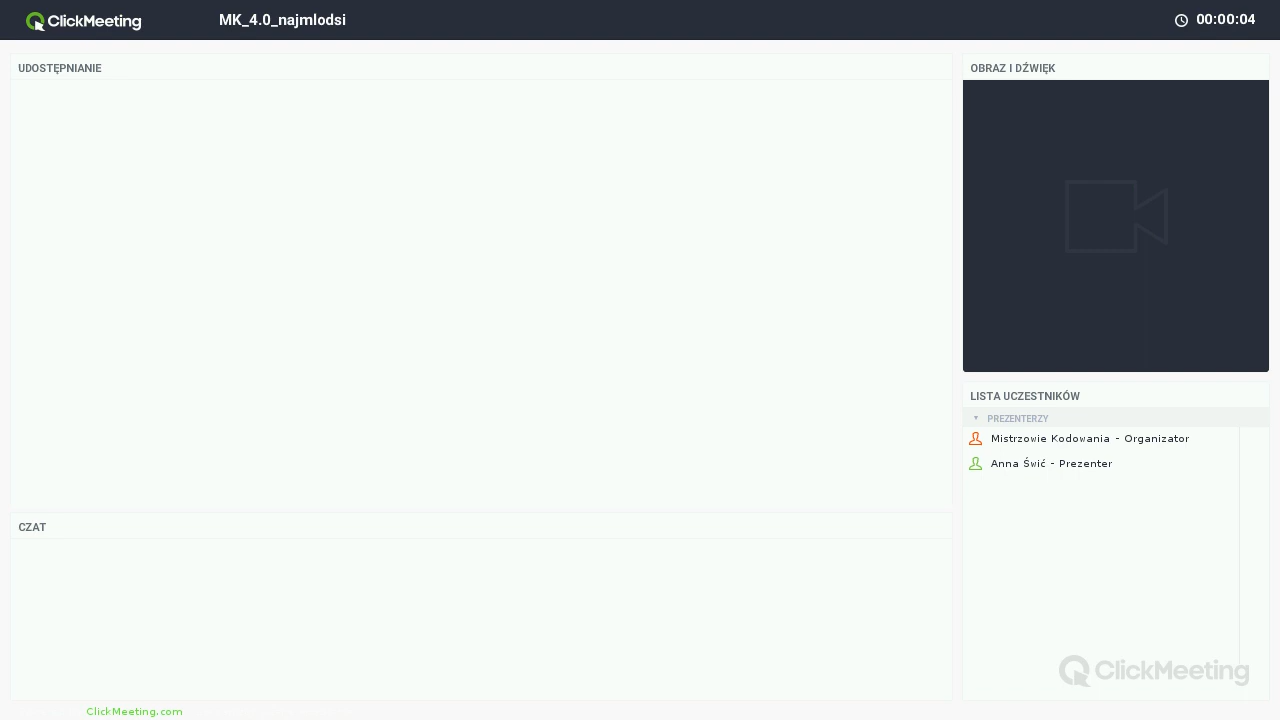 ClickMeeting
MK_4.0_najmlodsi
00:00:04
UDOSTĘPNIANIE
OBRAZ I DŹWIĘK
LISTA UCZESTNIKÓW
PREZENTERZY
Mistrzowie Kodowania - Organizator
Anna Świć - Prezenter
CZAT
ClickMeeting
ClickMeeting.com